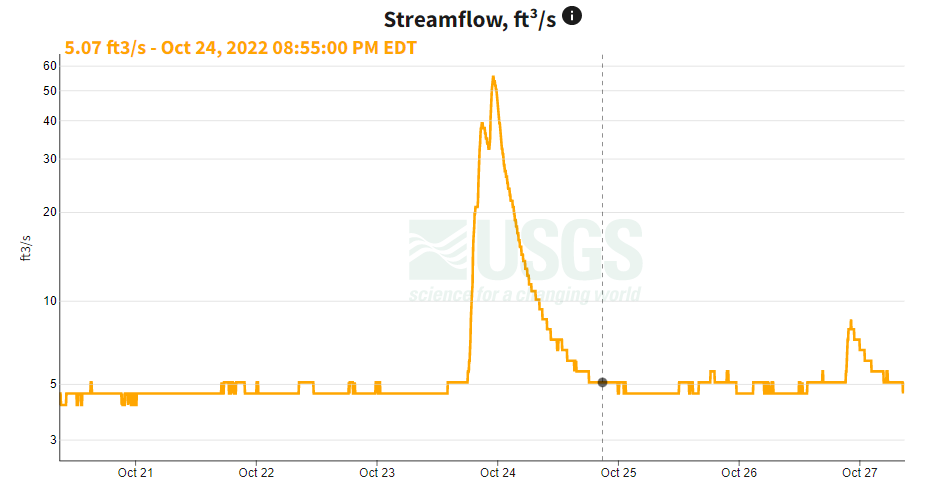 Streamflow, ft³/s i
5.07 ft3/s - Oct 24, 2022 08:55:00 PM EDT
60
50
40
30
20
10
5
3
ft3/s
USGS
science for a changing world
Oct 21 Oct 22 Oct 23 Oct 24 Oct 25 Oct 26 Oct 27